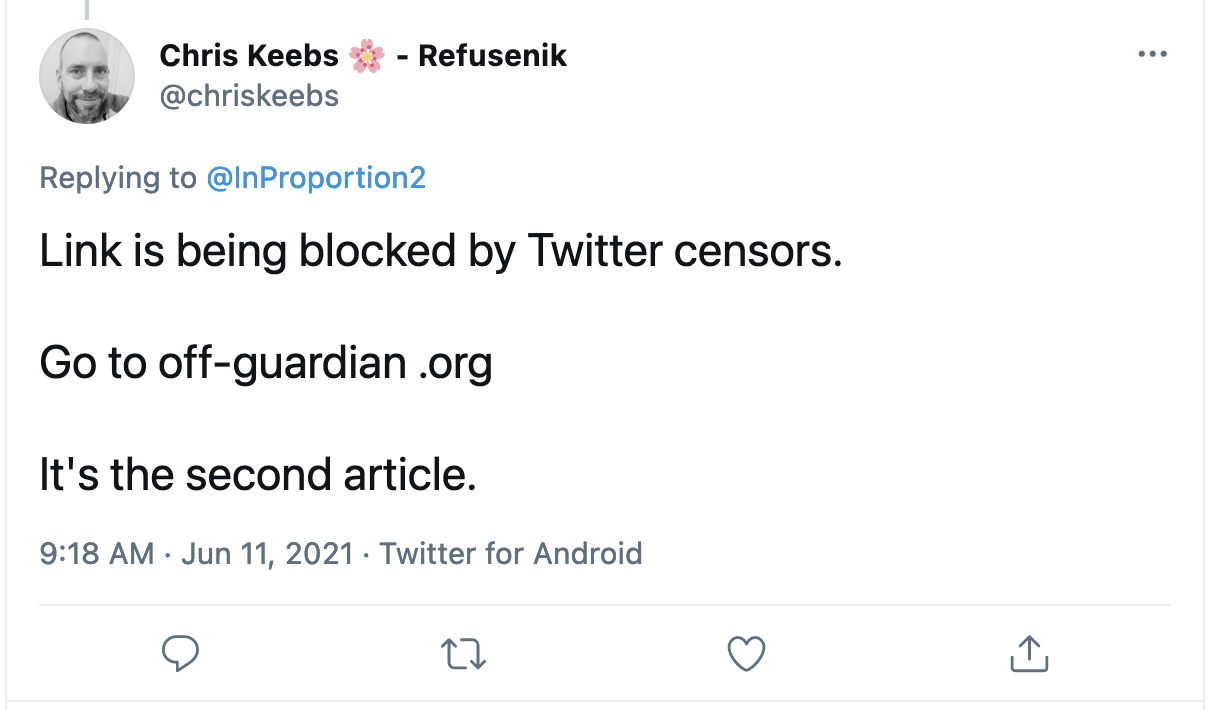 Chris Keebs 🌸 - Refusenik
@chriskeebs
Replying to @InProportion2
Link is being blocked by Twitter censors.
Go to off-guardian .org
It's the second article.
9:18 AM · Jun 11, 2021 · Twitter for Android